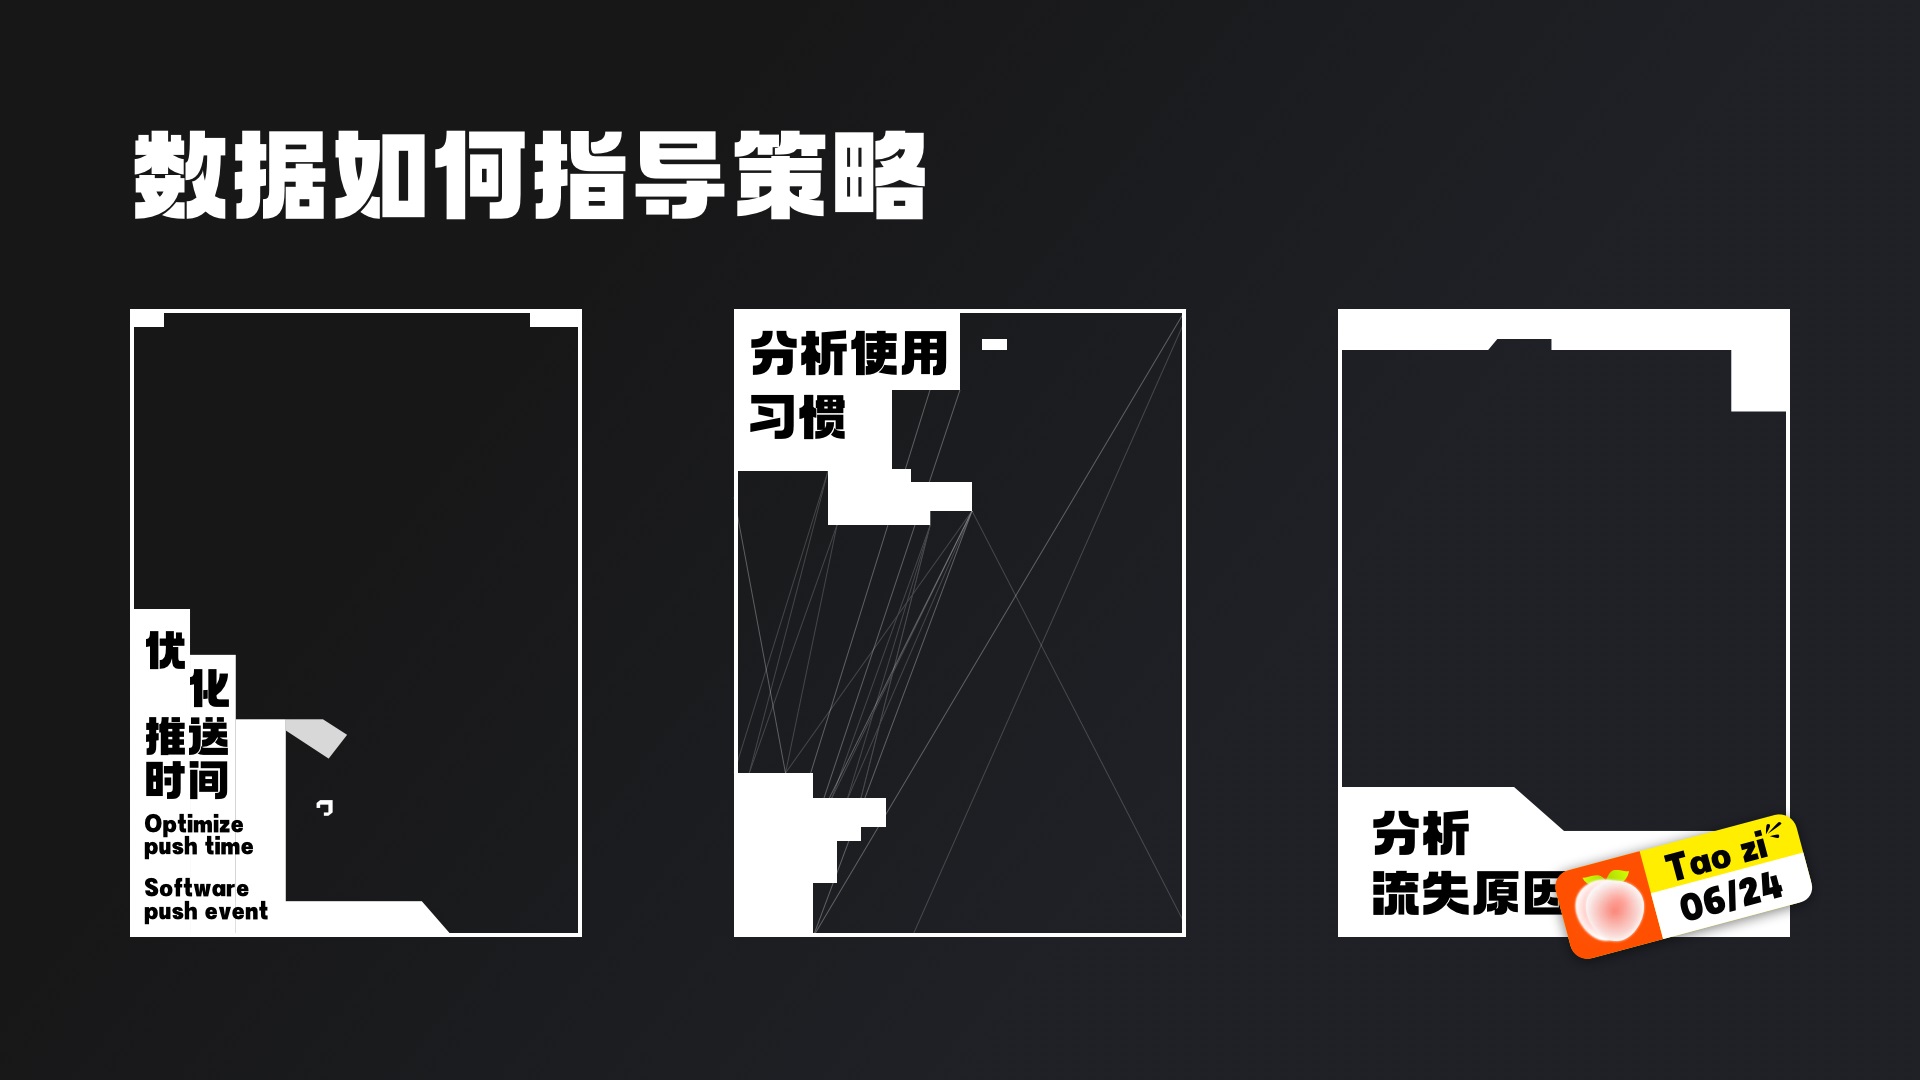 数据如何指导策略
优
化
推送
时间
Optimize
push time
Software
push event
分析使用
习惯
分析
流失原因
Tao zi
06/24